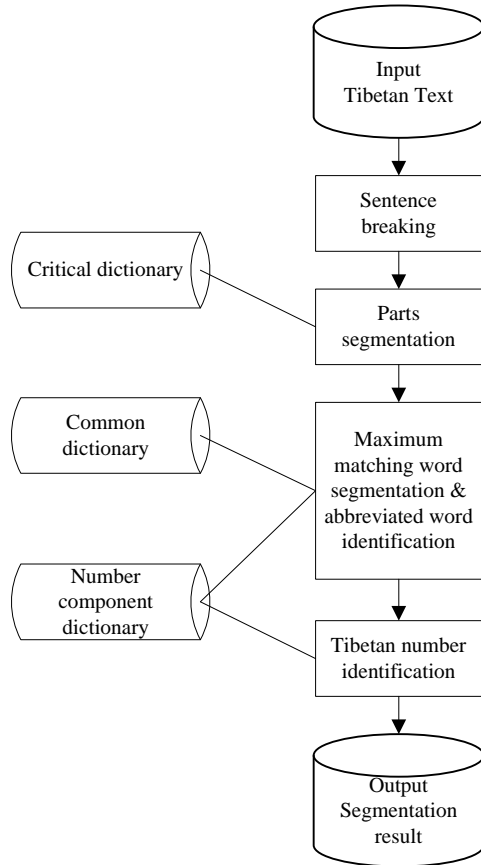 Input
Tibetan Text
Sentence
breaking
Critical dictionary
Parts
segmentation
Common
dictionary
Maximum
matching word
segmentation &
abbreviated word
identification
Number
component
dictionary
Tibetan number
identification
Output
Segmentation
result